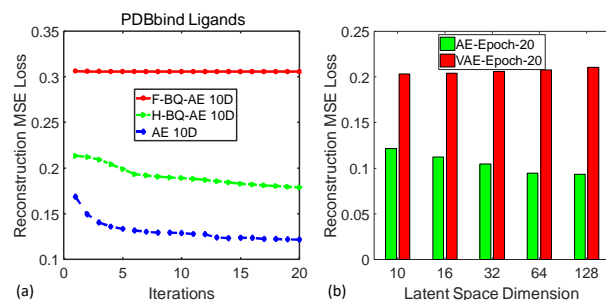 PDBbind Ligands
Reconstruction MSE Loss
0.35
0.3
0.25
0.2
0.15
0.1
F-BQ-AE 10D
H-BQ-AE 10D
AE 10D
0 5 10 15 20
(a) Iterations
Reconstruction MSE Loss
0.25
0.2
0.15
0.1
0.05
0
AE-Epoch-20
VAE-Epoch-20
10 16 32 64 128
(b) Latent Space Dimension